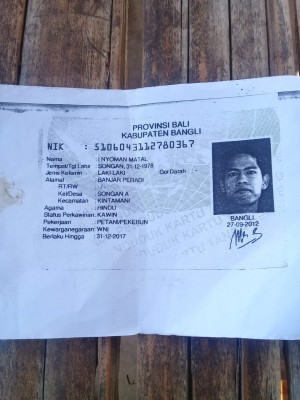 PROVINSI BALI
KABUPATEN BANGLI
NIK : 5106043112780367
Nama : I NYOMAN MATAL
Tempat/Tgl Lahir : SONGAN, 31-12-1978
Jenis Kelamin : LAKI-LAKI Gol Darah : -
Alamat : BANJAR PERADI
RT/RW : /
Kel/Desa : SONGAN A
Kecamatan : KINTAMANI
Agama : HINDU
Status Perkawinan : KAWIN
Pekerjaan : PETANI/PEKEBUN
Kewarganegaraan : WNI
Berlaku Hingga : 31-12-2017
BANGLI
27-09-2012